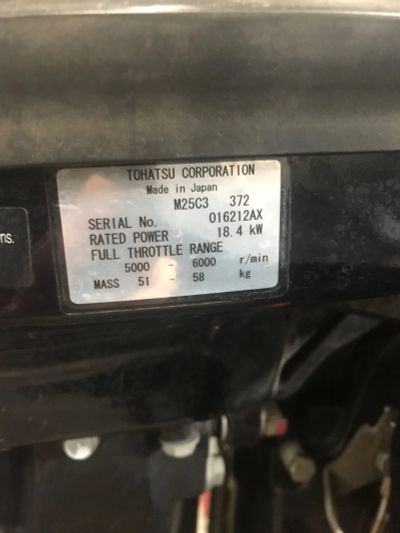 TOHATSU CORPORATION
Made in Japan
M25C3 372
SERIAL No. 016212AX
RATED POWER 18.4 kW
FULL THROTTLE RANGE
5000 - 6000 r/min
MASS 51 - 58 kg
ns.